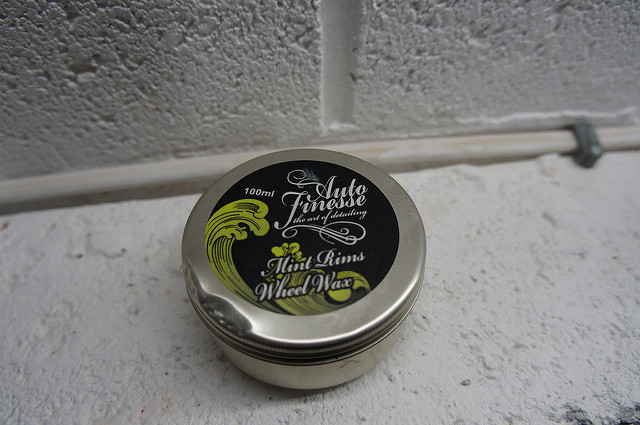 100ml
Auto
Finesse
the art of detailing
Mint Rims
Wheel Wax